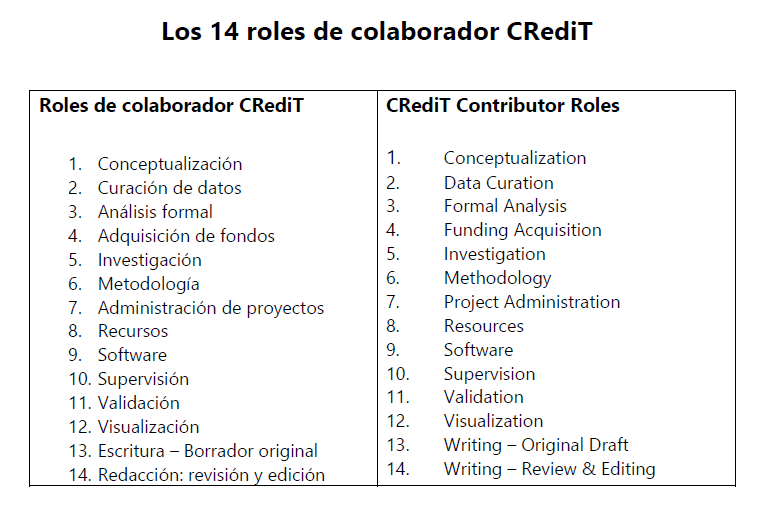 Los 14 roles de colaborador CRediT
Roles de colaborador CRediT
1. Conceptualización
2. Curación de datos
3. Análisis formal
4. Adquisición de fondos
5. Investigación
6. Metodología
7. Administración de proyectos
8. Recursos
9. Software
10. Supervisión
11. Validación
12. Visualización
13. Escritura – Borrador original
14. Redacción: revisión y edición
CRediT Contributor Roles
1. Conceptualization
2. Data Curation
3. Formal Analysis
4. Funding Acquisition
5. Investigation
6. Methodology
7. Project Administration
8. Resources
9. Software
10. Supervision
11. Validation
12. Visualization
13. Writing – Original Draft
14. Writing – Review & Editing